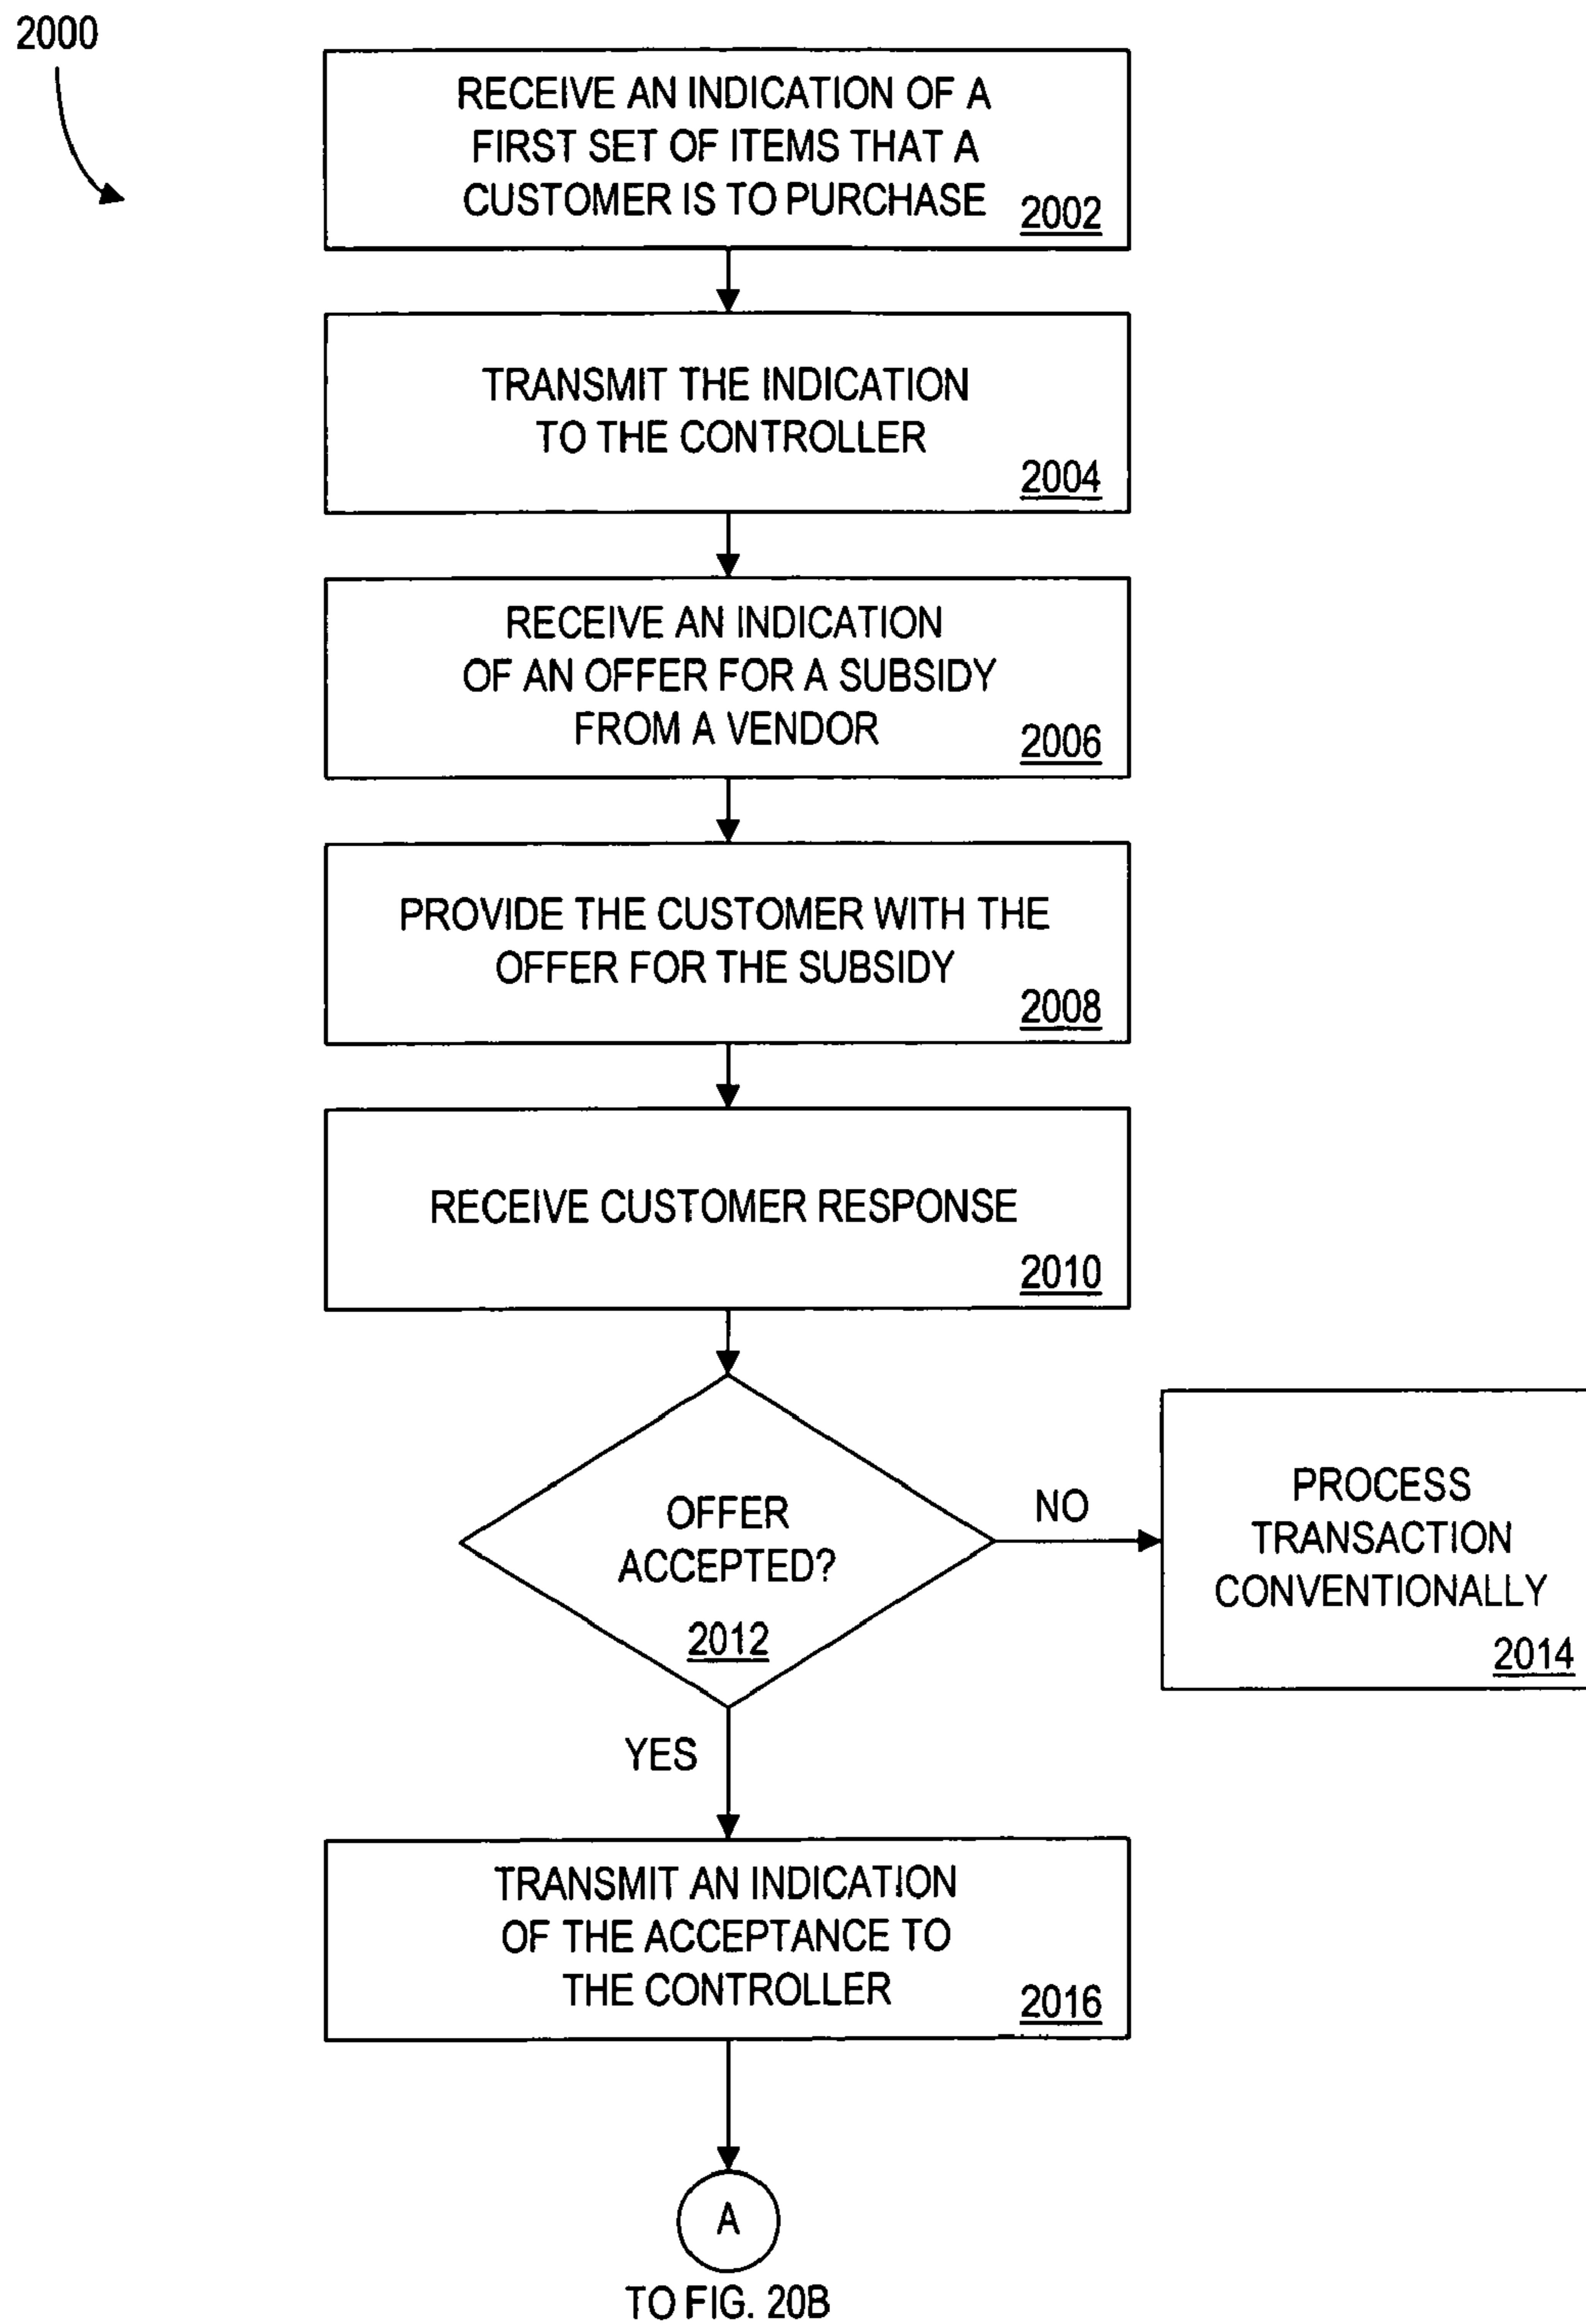 2000
RECEIVE AN INDICATION OF A
FIRST SET OF ITEMS THAT A
CUSTOMER IS TO PURCHASE
2002
TRANSMIT THE INDICATION
TO THE CONTROLLER
2004
RECEIVE AN INDICATION
OF AN OFFER FOR A SUBSIDY
FROM A VENDOR
2006
PROVIDE THE CUSTOMER WITH THE
OFFER FOR THE SUBSIDY
2008
RECEIVE CUSTOMER RESPONSE
2010
OFFER
ACCEPTED?
2012
NO
PROCESS
TRANSACTION
CONVENTIONALLY
2014
YES
TRANSMIT AN INDICATION
OF THE ACCEPTANCE TO
THE CONTROLLER
2016
A
TO FIG. 20B